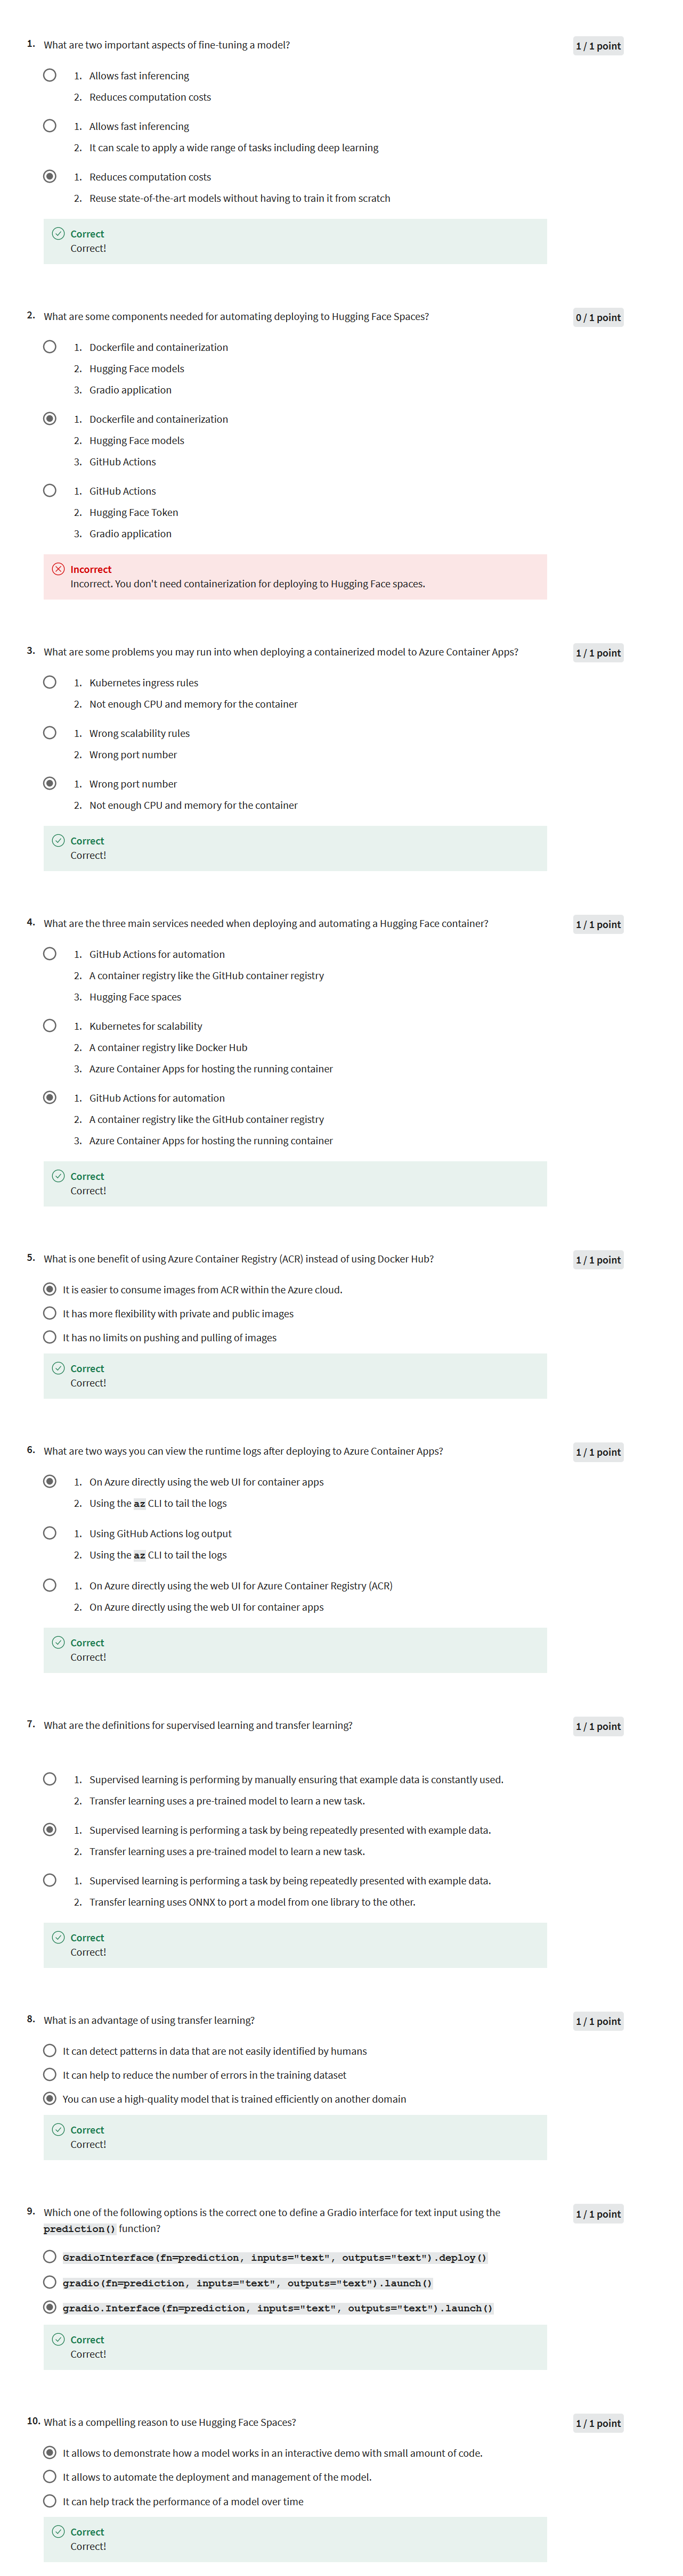 1. What are two important aspects of fine-tuning a model?
1 / 1 point
1. Allows fast inferencing
2. Reduces computation costs
1. Allows fast inferencing
2. It can scale to apply a wide range of tasks including deep learning
1. Reduces computation costs
2. Reuse state-of-the-art models without having to train it from scratch
Correct
Correct!
2. What are some components needed for automating deploying to Hugging Face Spaces?
0 / 1 point
1. Dockerfile and containerization
2. Hugging Face models
3. Gradio application
1. Dockerfile and containerization
2. Hugging Face models
3. GitHub Actions
1. GitHub Actions
2. Hugging Face Token
3. Gradio application
Incorrect
Incorrect. You don't need containerization for deploying to Hugging Face spaces.
3. What are some problems you may run into when deploying a containerized model to Azure Container Apps?
1 / 1 point
1. Kubernetes ingress rules
2. Not enough CPU and memory for the container
1. Wrong scalability rules
2. Wrong port number
1. Wrong port number
2. Not enough CPU and memory for the container
Correct
Correct!
4. What are the three main services needed when deploying and automating a Hugging Face container?
1 / 1 point
1. GitHub Actions for automation
2. A container registry like the GitHub container registry
3. Hugging Face spaces
1. Kubernetes for scalability
2. A container registry like Docker Hub
3. Azure Container Apps for hosting the running container
1. GitHub Actions for automation
2. A container registry like the GitHub container registry
3. Azure Container Apps for hosting the running container
Correct
Correct!
5. What is one benefit of using Azure Container Registry (ACR) instead of using Docker Hub?
1 / 1 point
It is easier to consume images from ACR within the Azure cloud.
It has more flexibility with private and public images
It has no limits on pushing and pulling of images
Correct
Correct!
6. What are two ways you can view the runtime logs after deploying to Azure Container Apps?
1 / 1 point
1. On Azure directly using the web UI for container apps
2. Using the az CLI to tail the logs
1. Using GitHub Actions log output
2. Using the az CLI to tail the logs
1. On Azure directly using the web UI for Azure Container Registry (ACR)
2. On Azure directly using the web UI for container apps
Correct
Correct!
7. What are the definitions for supervised learning and transfer learning?
1 / 1 point
1. Supervised learning is performing by manually ensuring that example data is constantly used.
2. Transfer learning uses a pre-trained model to learn a new task.
1. Supervised learning is performing a task by being repeatedly presented with example data.
2. Transfer learning uses a pre-trained model to learn a new task.
1. Supervised learning is performing a task by being repeatedly presented with example data.
2. Transfer learning uses ONNX to port a model from one library to the other.
Correct
Correct!
8. What is an advantage of using transfer learning?
1 / 1 point
It can detect patterns in data that are not easily identified by humans
It can help to reduce the number of errors in the training dataset
You can use a high-quality model that is trained efficiently on another domain
Correct
Correct!
9. Which one of the following options is the correct one to define a Gradio interface for text input using the
1 / 1 point
prediction() function?
GradioInterface(fn=prediction, inputs="text", outputs="text").deploy()
gradio(fn=prediction, inputs="text", outputs="text").launch()
gradio.Interface(fn=prediction, inputs="text", outputs="text").launch()
Correct
Correct!
10. What is a compelling reason to use Hugging Face Spaces?
1 / 1 point
It allows to demonstrate how a model works in an interactive demo with small amount of code.
It allows to automate the deployment and management of the model.
It can help track the performance of a model over time
Correct
Correct!